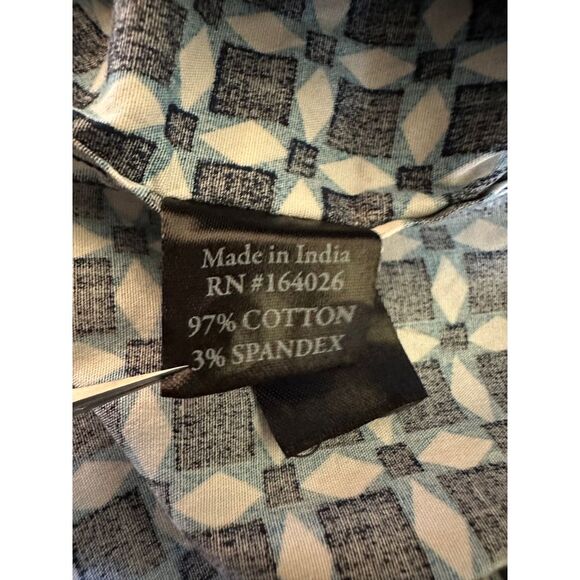 Made in India
RN #164026
97% COTTON
3% SPANDEX